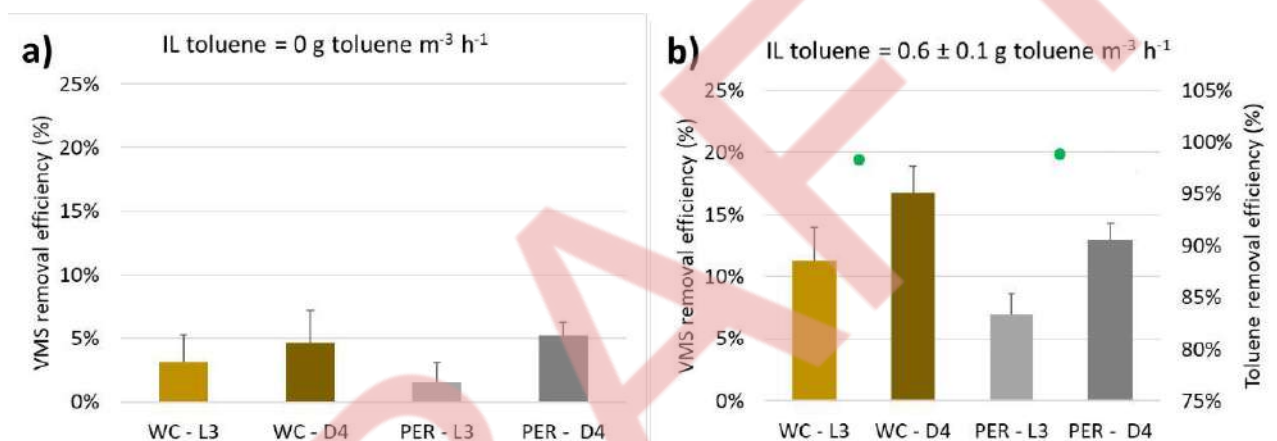 a)
IL toluene = 0 g toluene m⁻³ h⁻¹
VMS removal efficiency (%)
25%
20%
15%
10%
5%
0%
WC - L3
WC - D4
PER - L3
PER - D4
b)
IL toluene = 0.6 ± 0.1 g toluene m⁻³ h⁻¹
VMS removal efficiency (%)
25%
20%
15%
10%
5%
0%
105%
100%
95%
90%
85%
80%
75%
Toluene removal efficiency (%)
WC - L3
WC - D4
PER - L3
PER - D4